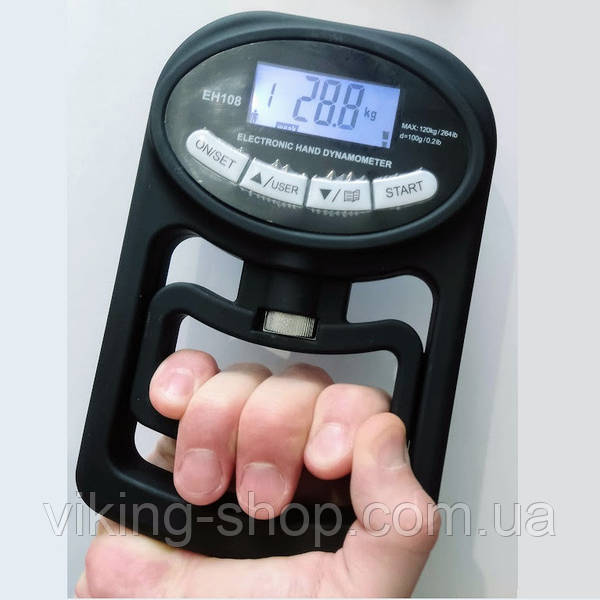 EH108
1 28.8 kg
weak
MAX: 120kg / 264lb
d=100g / 0.2lb
ELECTRONIC HAND DYNAMOMETER
ON/SET
▲/USER
▼/
START
viking-shop.com.ua